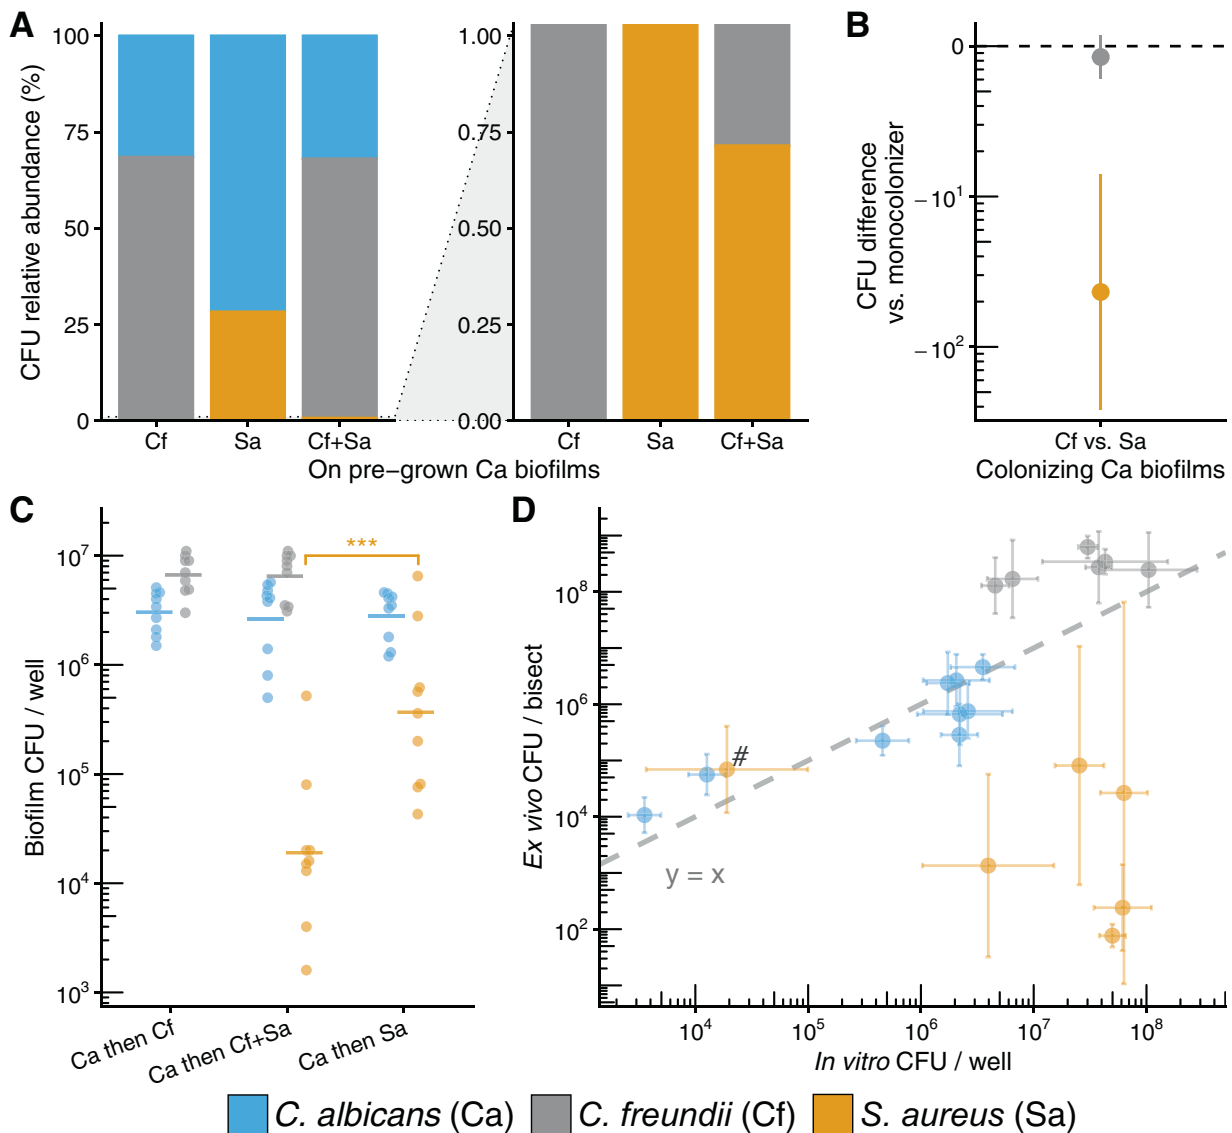 A
CFU relative abundance (%)
100
75
50
25
0
Cf
Sa
Cf+Sa
1.00
0.75
0.50
0.25
0.00
Cf
Sa
Cf+Sa
On pre−grown Ca biofilms
B
CFU difference
vs. monocolonizer
0
−10¹
−10²
Cf vs. Sa
Colonizing Ca biofilms
C
Biofilm CFU / well
10⁷
10⁶
10⁵
10⁴
10³
***
Ca then Cf
Ca then Cf+Sa
Ca then Sa
D
Ex vivo CFU / bisect
10⁸
10⁶
10⁴
10²
#
y = x
10⁴
10⁵
10⁶
10⁷
10⁸
In vitro CFU / well
C. albicans (Ca)
C. freundii (Cf)
S. aureus (Sa)